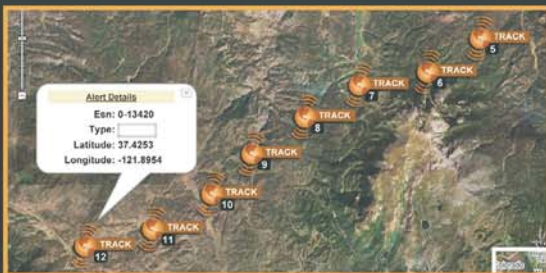 TRACK
5
TRACK
6
TRACK
7
TRACK
8
TRACK
9
TRACK
10
TRACK
11
TRACK
12
Alert Details
Esn: 0-13420
Type:
Latitude: 37.4253
Longitude: -121.8954